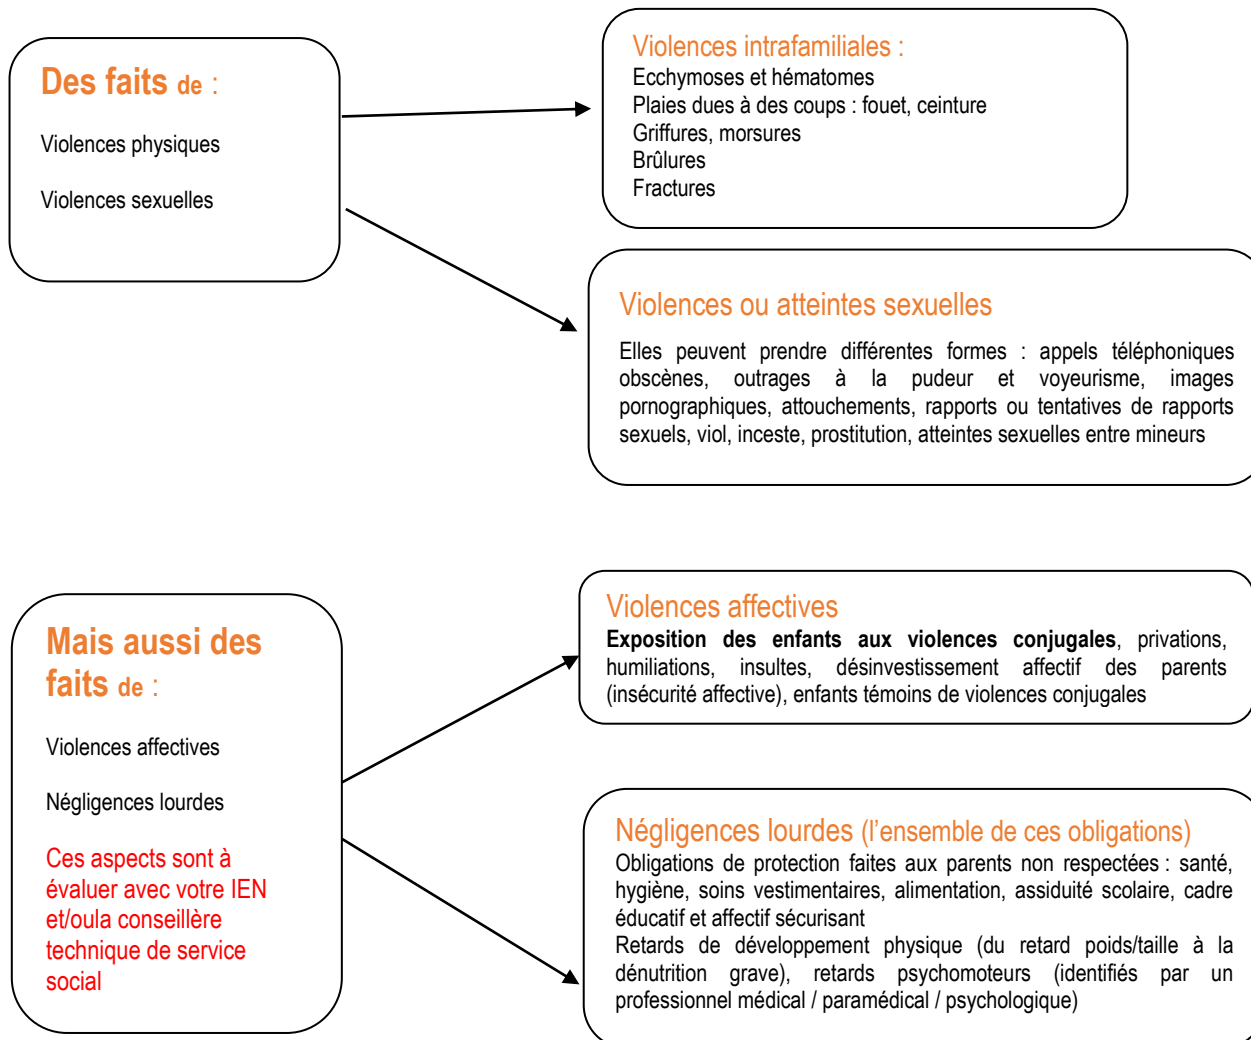 Des faits de :
Violences physiques
Violences sexuelles
Violences intrafamiliales :
Ecchymoses et hématomes
Plaies dues à des coups : fouet, ceinture
Griffures, morsures
Brûlures
Fractures
Violences ou atteintes sexuelles
Elles peuvent prendre différentes formes : appels téléphoniques
obscènes, outrages à la pudeur et voyeurisme, images
pornographiques, attouchements, rapports ou tentatives de rapports
sexuels, viol, inceste, prostitution, atteintes sexuelles entre mineurs
Mais aussi des
faits de :
Violences affectives
Négligences lourdes
Ces aspects sont à
évaluer avec votre IEN
et/oula conseillère
technique de service
social
Violences affectives
Exposition des enfants aux violences conjugales, privations,
humiliations, insultes, désinvestissement affectif des parents
(insécurité affective), enfants témoins de violences conjugales
Négligences lourdes (l'ensemble de ces obligations)
Obligations de protection faites aux parents non respectées : santé,
hygiène, soins vestimentaires, alimentation, assiduité scolaire, cadre
éducatif et affectif sécurisant
Retards de développement physique (du retard poids/taille à la
dénutrition grave), retards psychomoteurs (identifiés par un
professionnel médical / paramédical / psychologique)